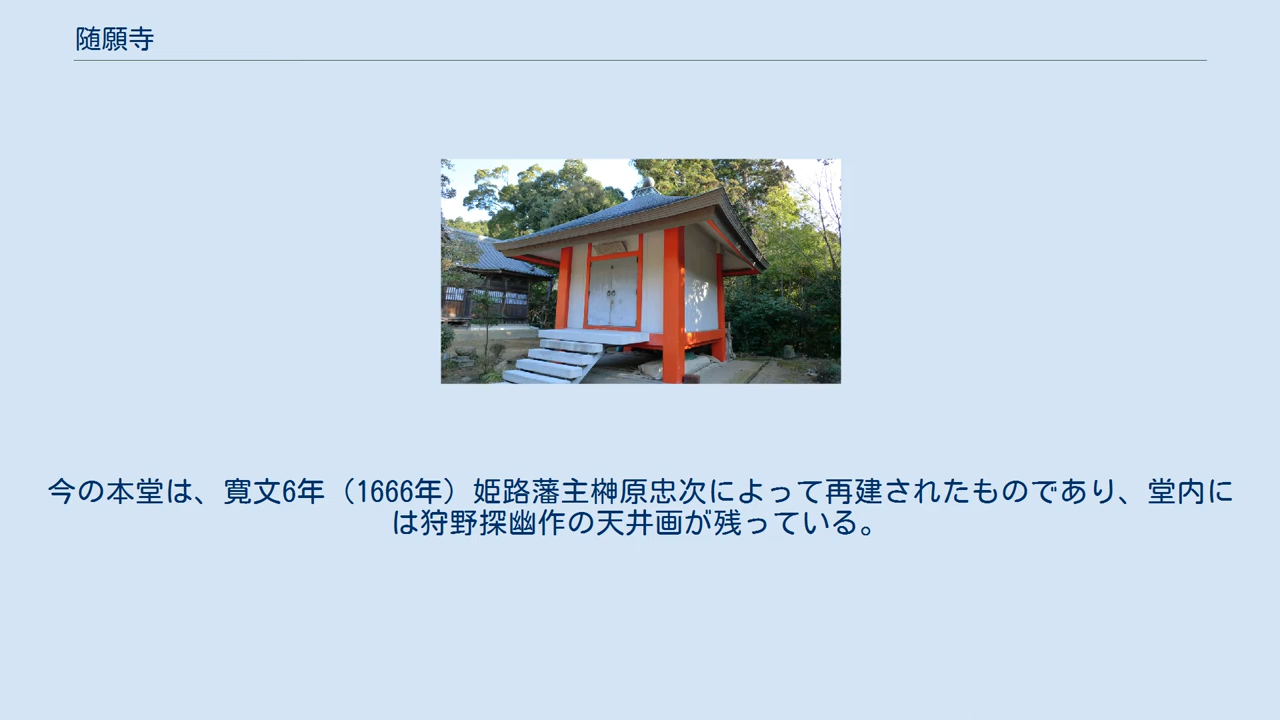 随願寺
今の本堂は、寛文6年（1666年）姫路藩主榊原忠次によって再建されたものであり、堂内に
は狩野探幽作の天井画が残っている。